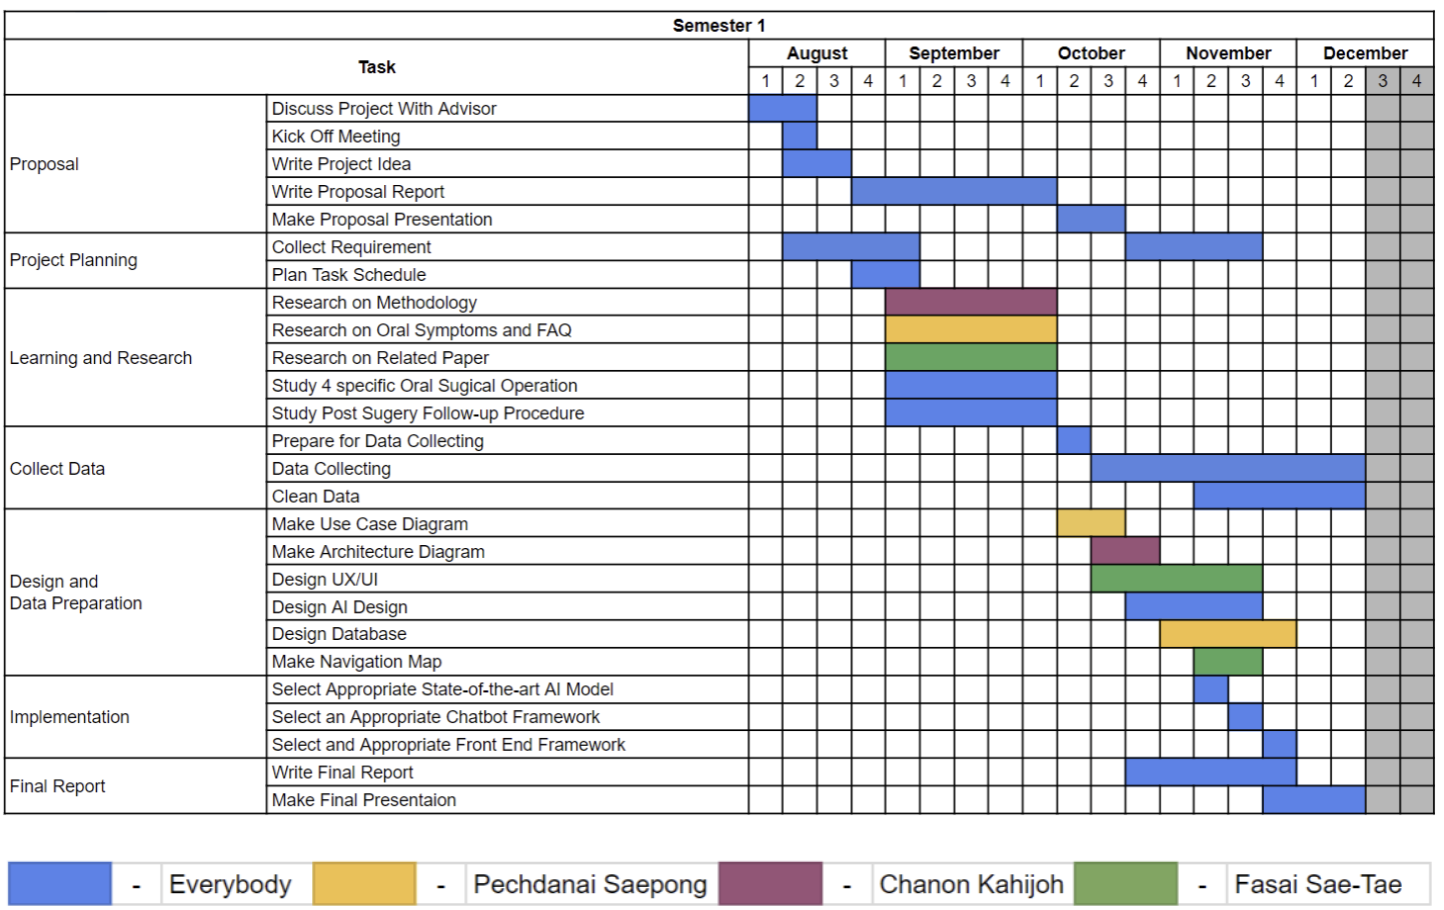 Semester 1
Task
August September October November December
1 2 3 4 1 2 3 4 1 2 3 4 1 2 3 4 1 2 3 4
Proposal
Discuss Project With Advisor
Kick Off Meeting
Write Project Idea
Write Proposal Report
Make Proposal Presentation
Project Planning
Collect Requirement
Plan Task Schedule
Learning and Research
Research on Methodology
Research on Oral Symptoms and FAQ
Research on Related Paper
Study 4 specific Oral Sugical Operation
Study Post Sugery Follow-up Procedure
Collect Data
Prepare for Data Collecting
Data Collecting
Clean Data
Design and
Data Preparation
Make Use Case Diagram
Make Architecture Diagram
Design UX/UI
Design AI Design
Design Database
Make Navigation Map
Implementation
Select Appropriate State-of-the-art AI Model
Select an Appropriate Chatbot Framework
Select and Appropriate Front End Framework
Final Report
Write Final Report
Make Final Presentaion
- Everybody - Pechdanai Saepong - Chanon Kahijoh - Fasai Sae-Tae